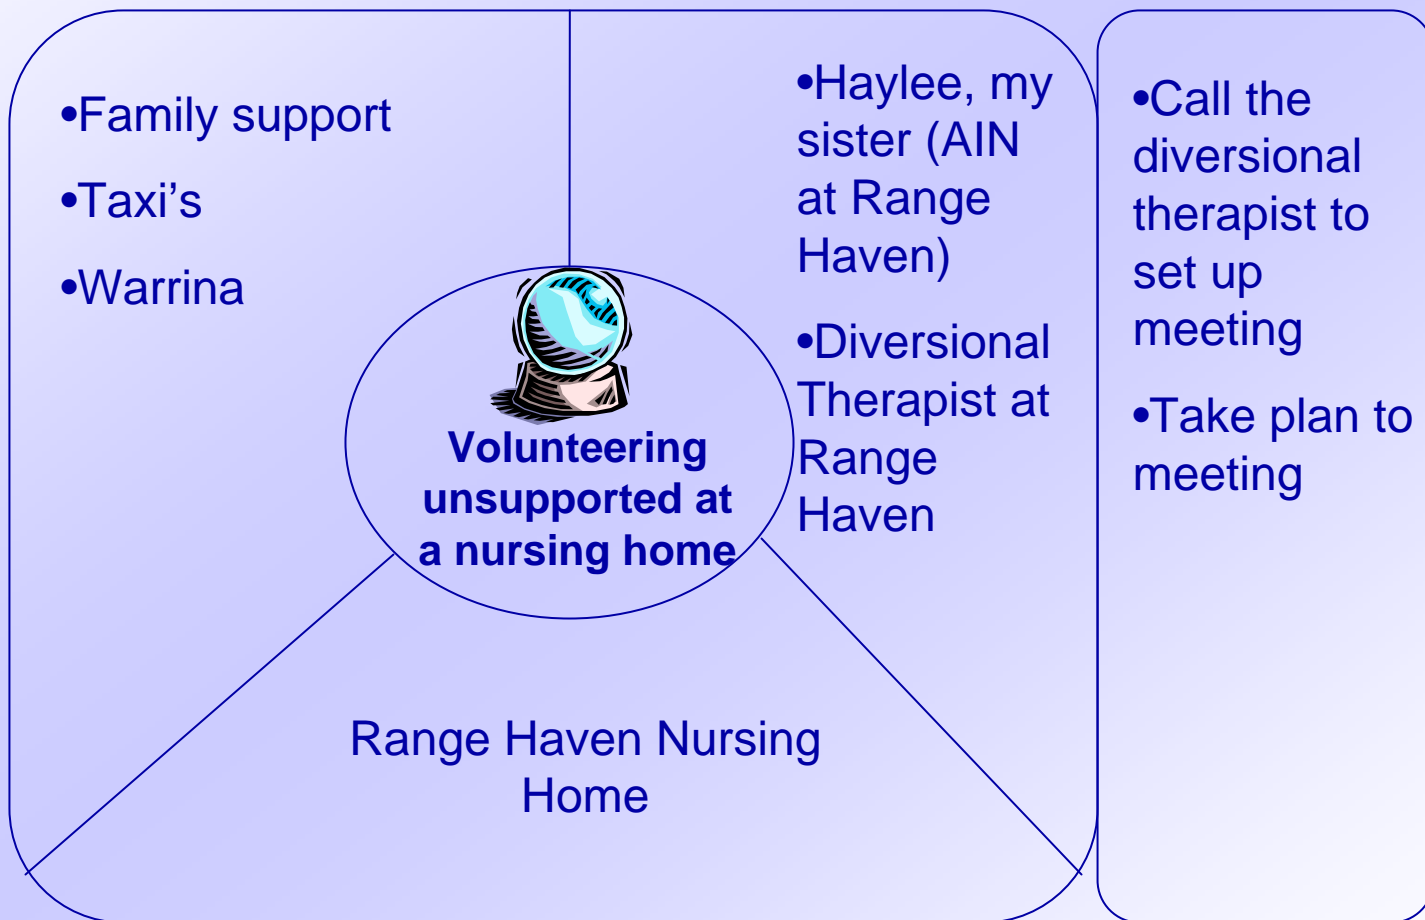 •Family support
•Taxi's
•Warrina
•Haylee, my
sister (AIN
at Range
Haven)
•Diversional
Therapist at
Range
Haven
Volunteering
unsupported at
a nursing home
Range Haven Nursing
Home
•Call the
diversional
therapist to
set up
meeting
•Take plan to
meeting